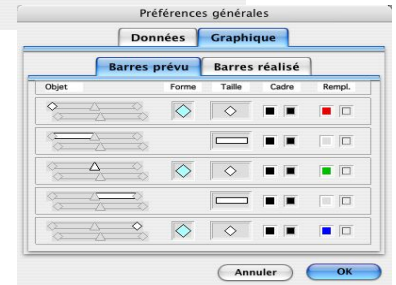 Préférences générales
Données Graphique
Barres prévu Barres réalisé
Objet Forme Taille Cadre Rempl.
Annuler OK